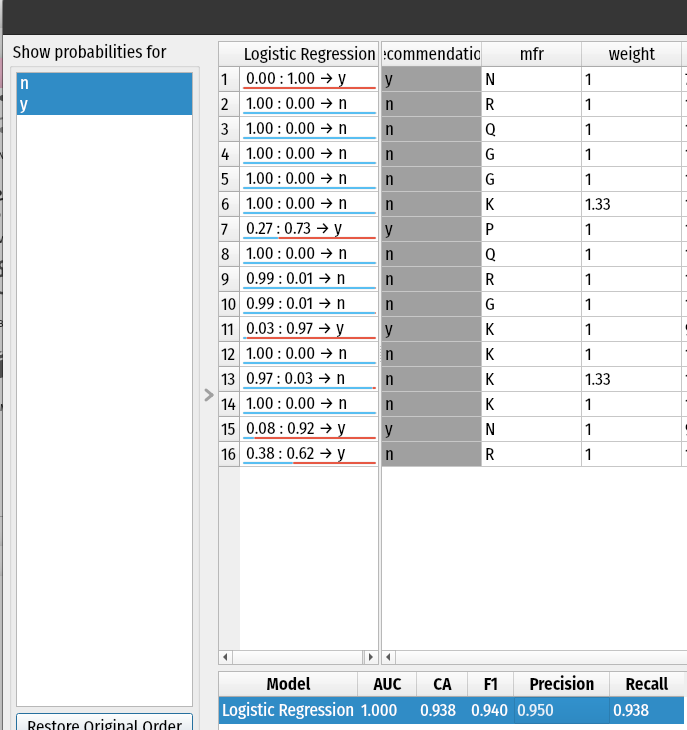 Show probabilities for
n
y
Restore Original Order
Logistic Regression ecommendatio mfr weight
1 0.00 : 1.00 → y y N 1
2 1.00 : 0.00 → n n R 1
3 1.00 : 0.00 → n n Q 1
4 1.00 : 0.00 → n n G 1
5 1.00 : 0.00 → n n G 1
6 1.00 : 0.00 → n n K 1.33
7 0.27 : 0.73 → y y P 1
8 1.00 : 0.00 → n n Q 1
9 0.99 : 0.01 → n n R 1
10 0.99 : 0.01 → n n G 1
11 0.03 : 0.97 → y y K 1
12 1.00 : 0.00 → n n K 1
13 0.97 : 0.03 → n n K 1.33
14 1.00 : 0.00 → n n K 1
15 0.08 : 0.92 → y y N 1
16 0.38 : 0.62 → y n R 1
Model AUC CA F1 Precision Recall
Logistic Regression 1.000 0.938 0.940 0.950 0.938